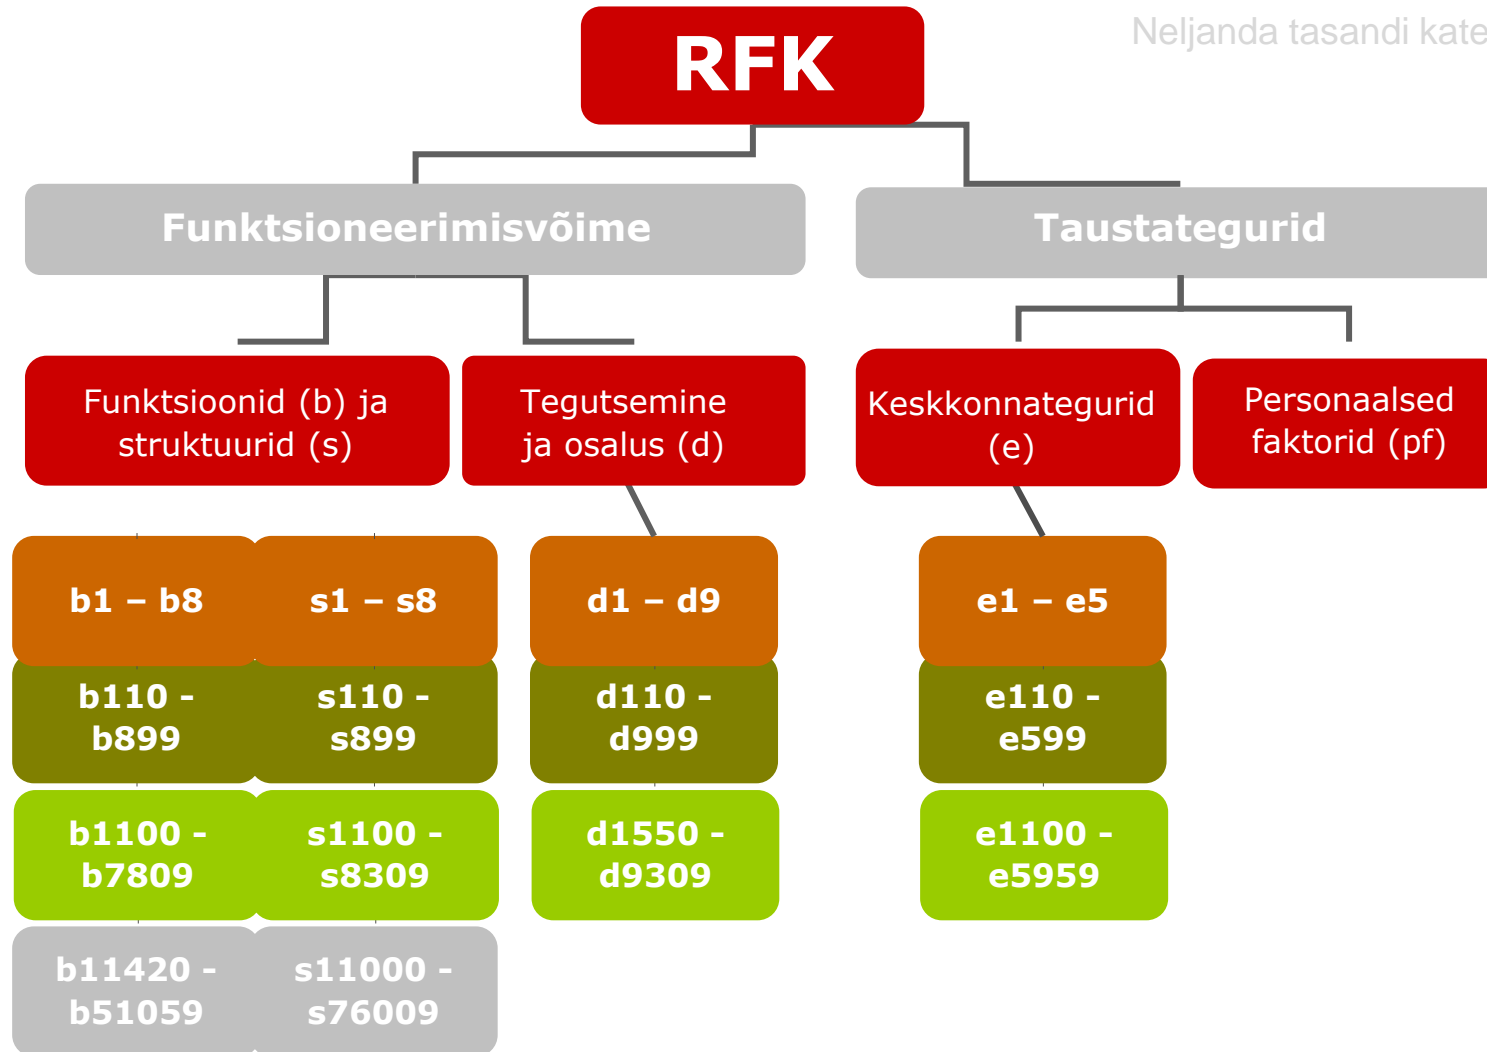 RFK
Neljanda tasandi kate
Funktsioneerimisvõime
Taustategurid
Funktsioonid (b) ja
struktuurid (s)
Tegutsemine
ja osalus (d)
Keskkonnategurid
(e)
Personaalsed
faktorid (pf)
b1 – b8
s1 – s8
d1 – d9
e1 – e5
b110 -
b899
s110 -
s899
d110 -
d999
e110 -
e599
b1100 -
b7809
s1100 -
s8309
d1550 -
d9309
e1100 -
e5959
b11420 -
b51059
s11000 -
s76009